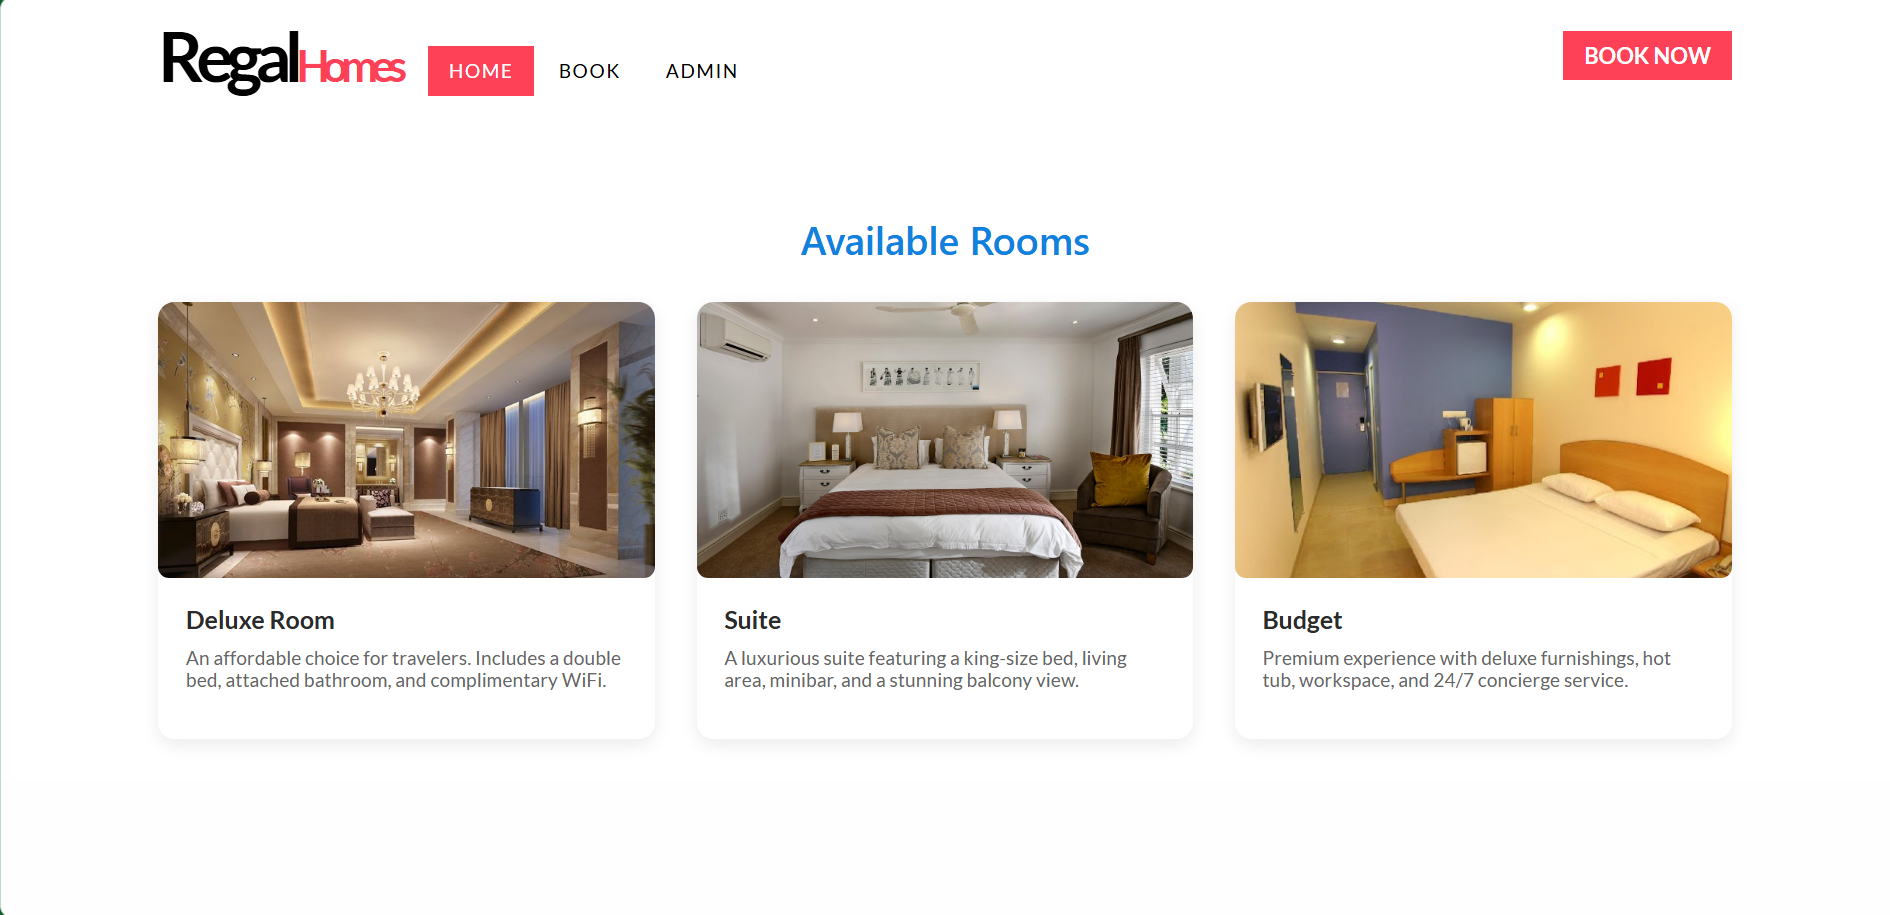 RegalHomes
HOME
BOOK
ADMIN
BOOK NOW
Available Rooms
Deluxe Room
An affordable choice for travelers. Includes a double
bed, attached bathroom, and complimentary WiFi.
Suite
A luxurious suite featuring a king-size bed, living
area, minibar, and a stunning balcony view.
Budget
Premium experience with deluxe furnishings, hot
tub, workspace, and 24/7 concierge service.